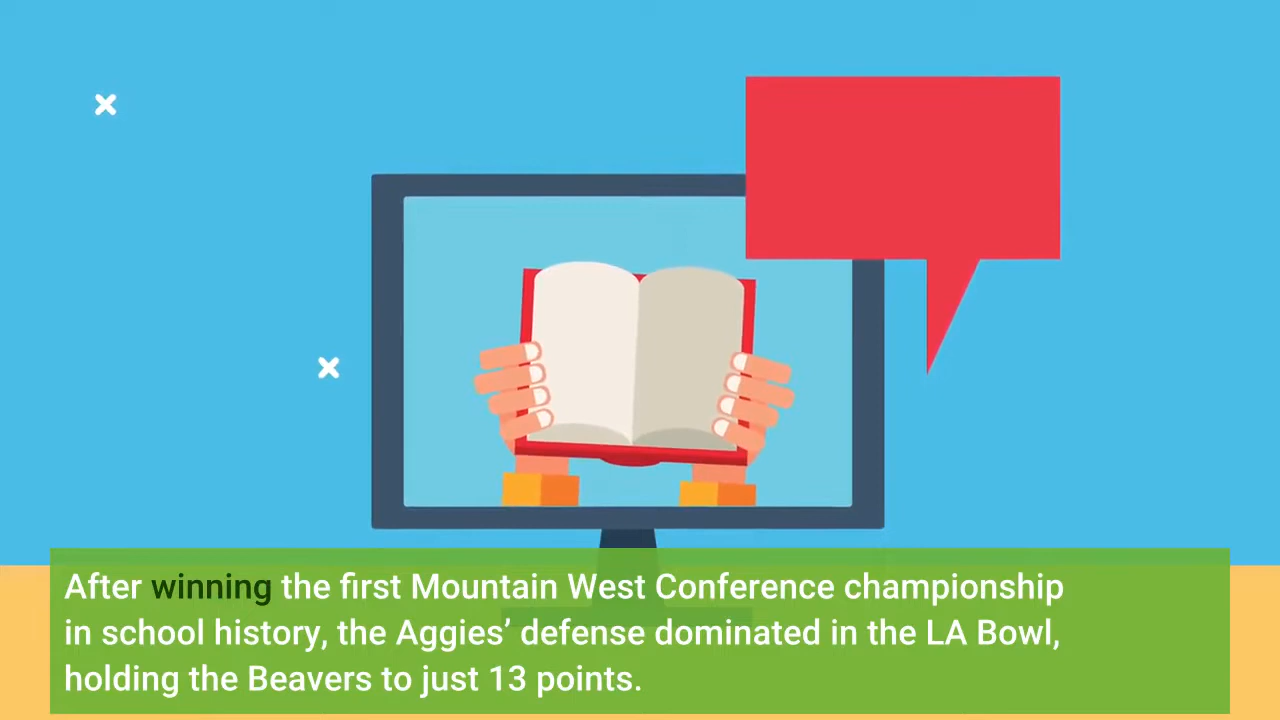 After winning the first Mountain West Conference championship
in school history, the Aggies’ defense dominated in the LA Bowl,
holding the Beavers to just 13 points.